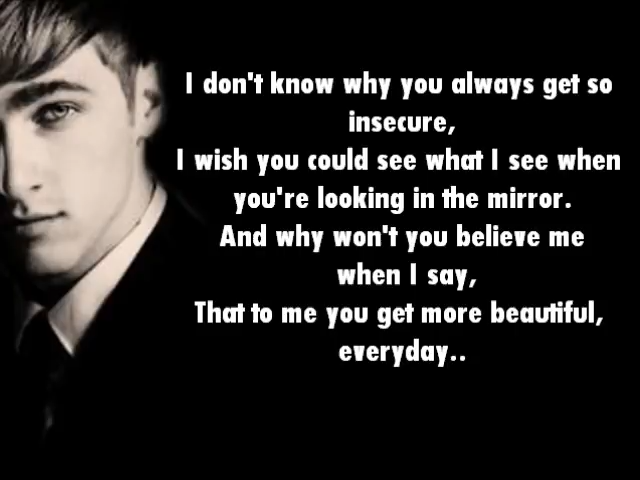 I don't know why you always get so
insecure,
I wish you could see what I see when
you're looking in the mirror.
And why won't you believe me
when I say,
That to me you get more beautiful,
everyday..